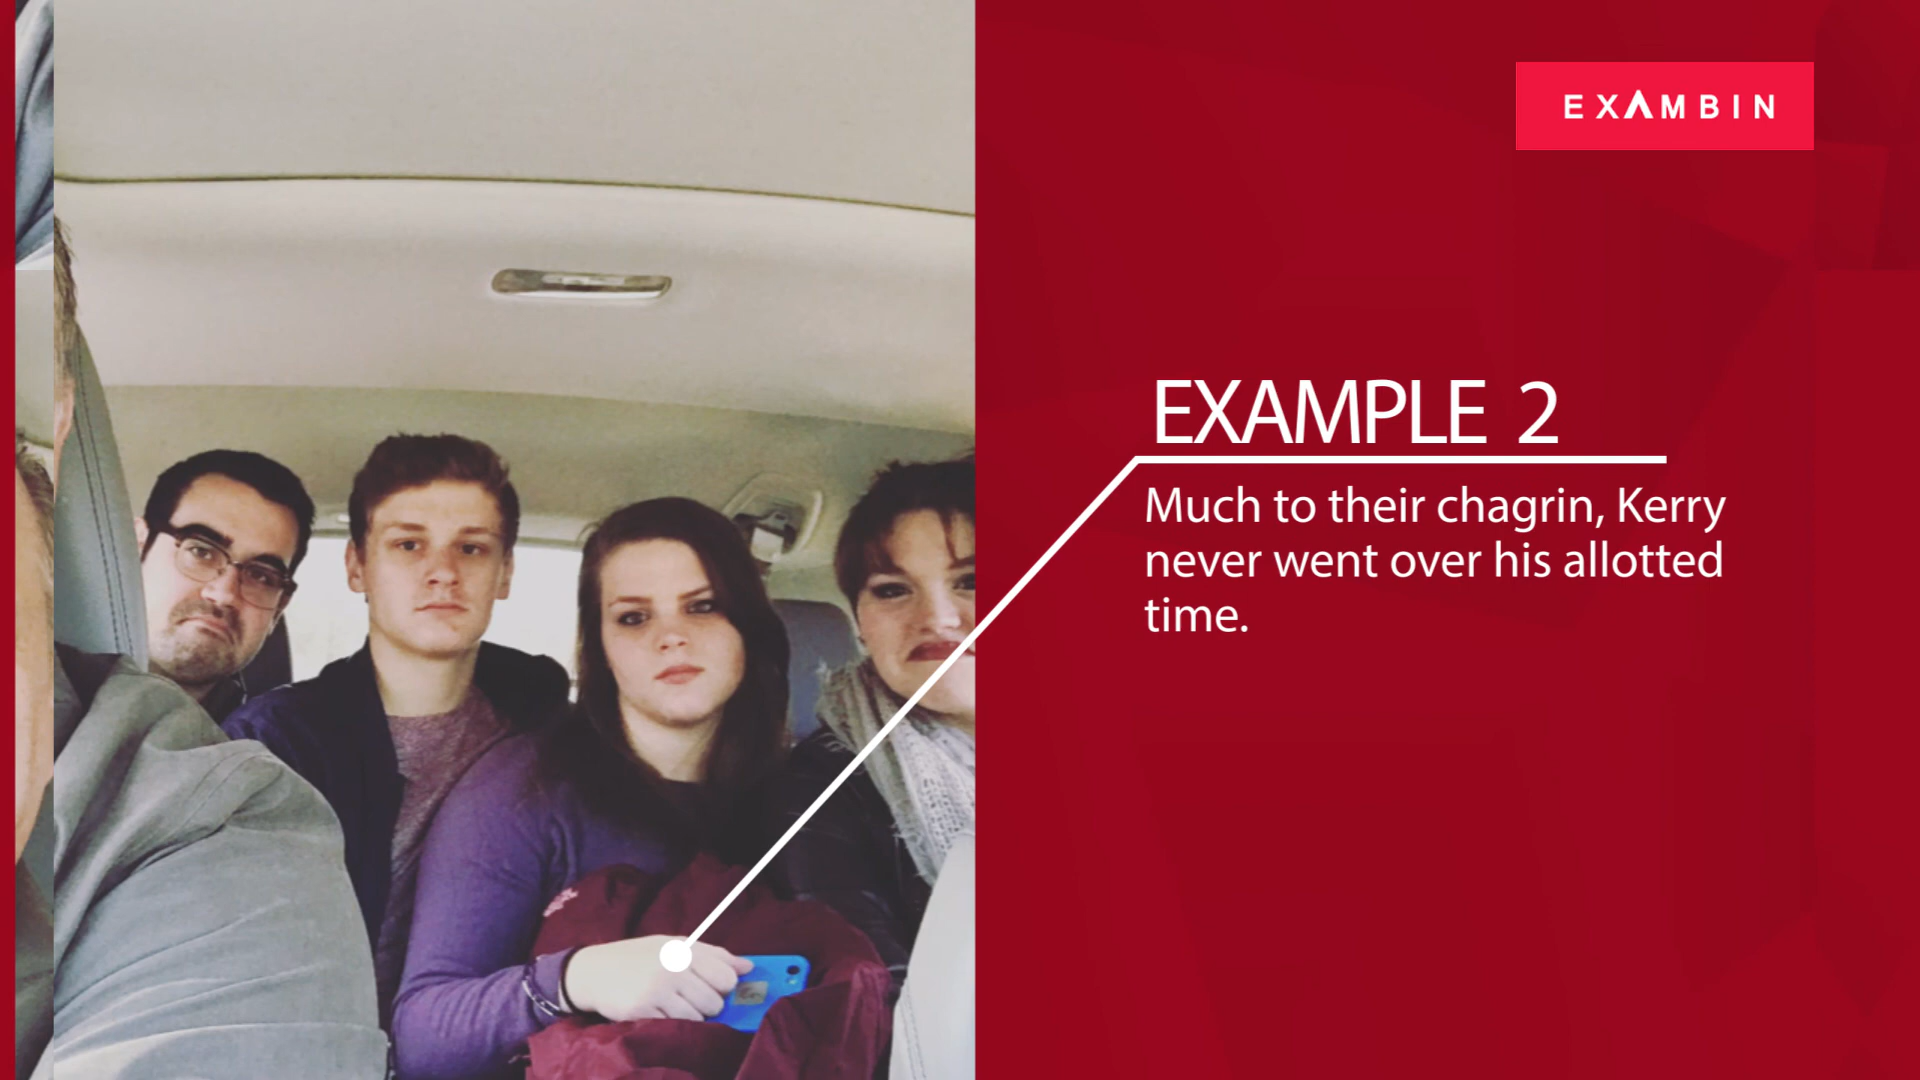 EXAMBIN
EXAMPLE 2
Much to their chagrin, Kerry
never went over his allotted
time.